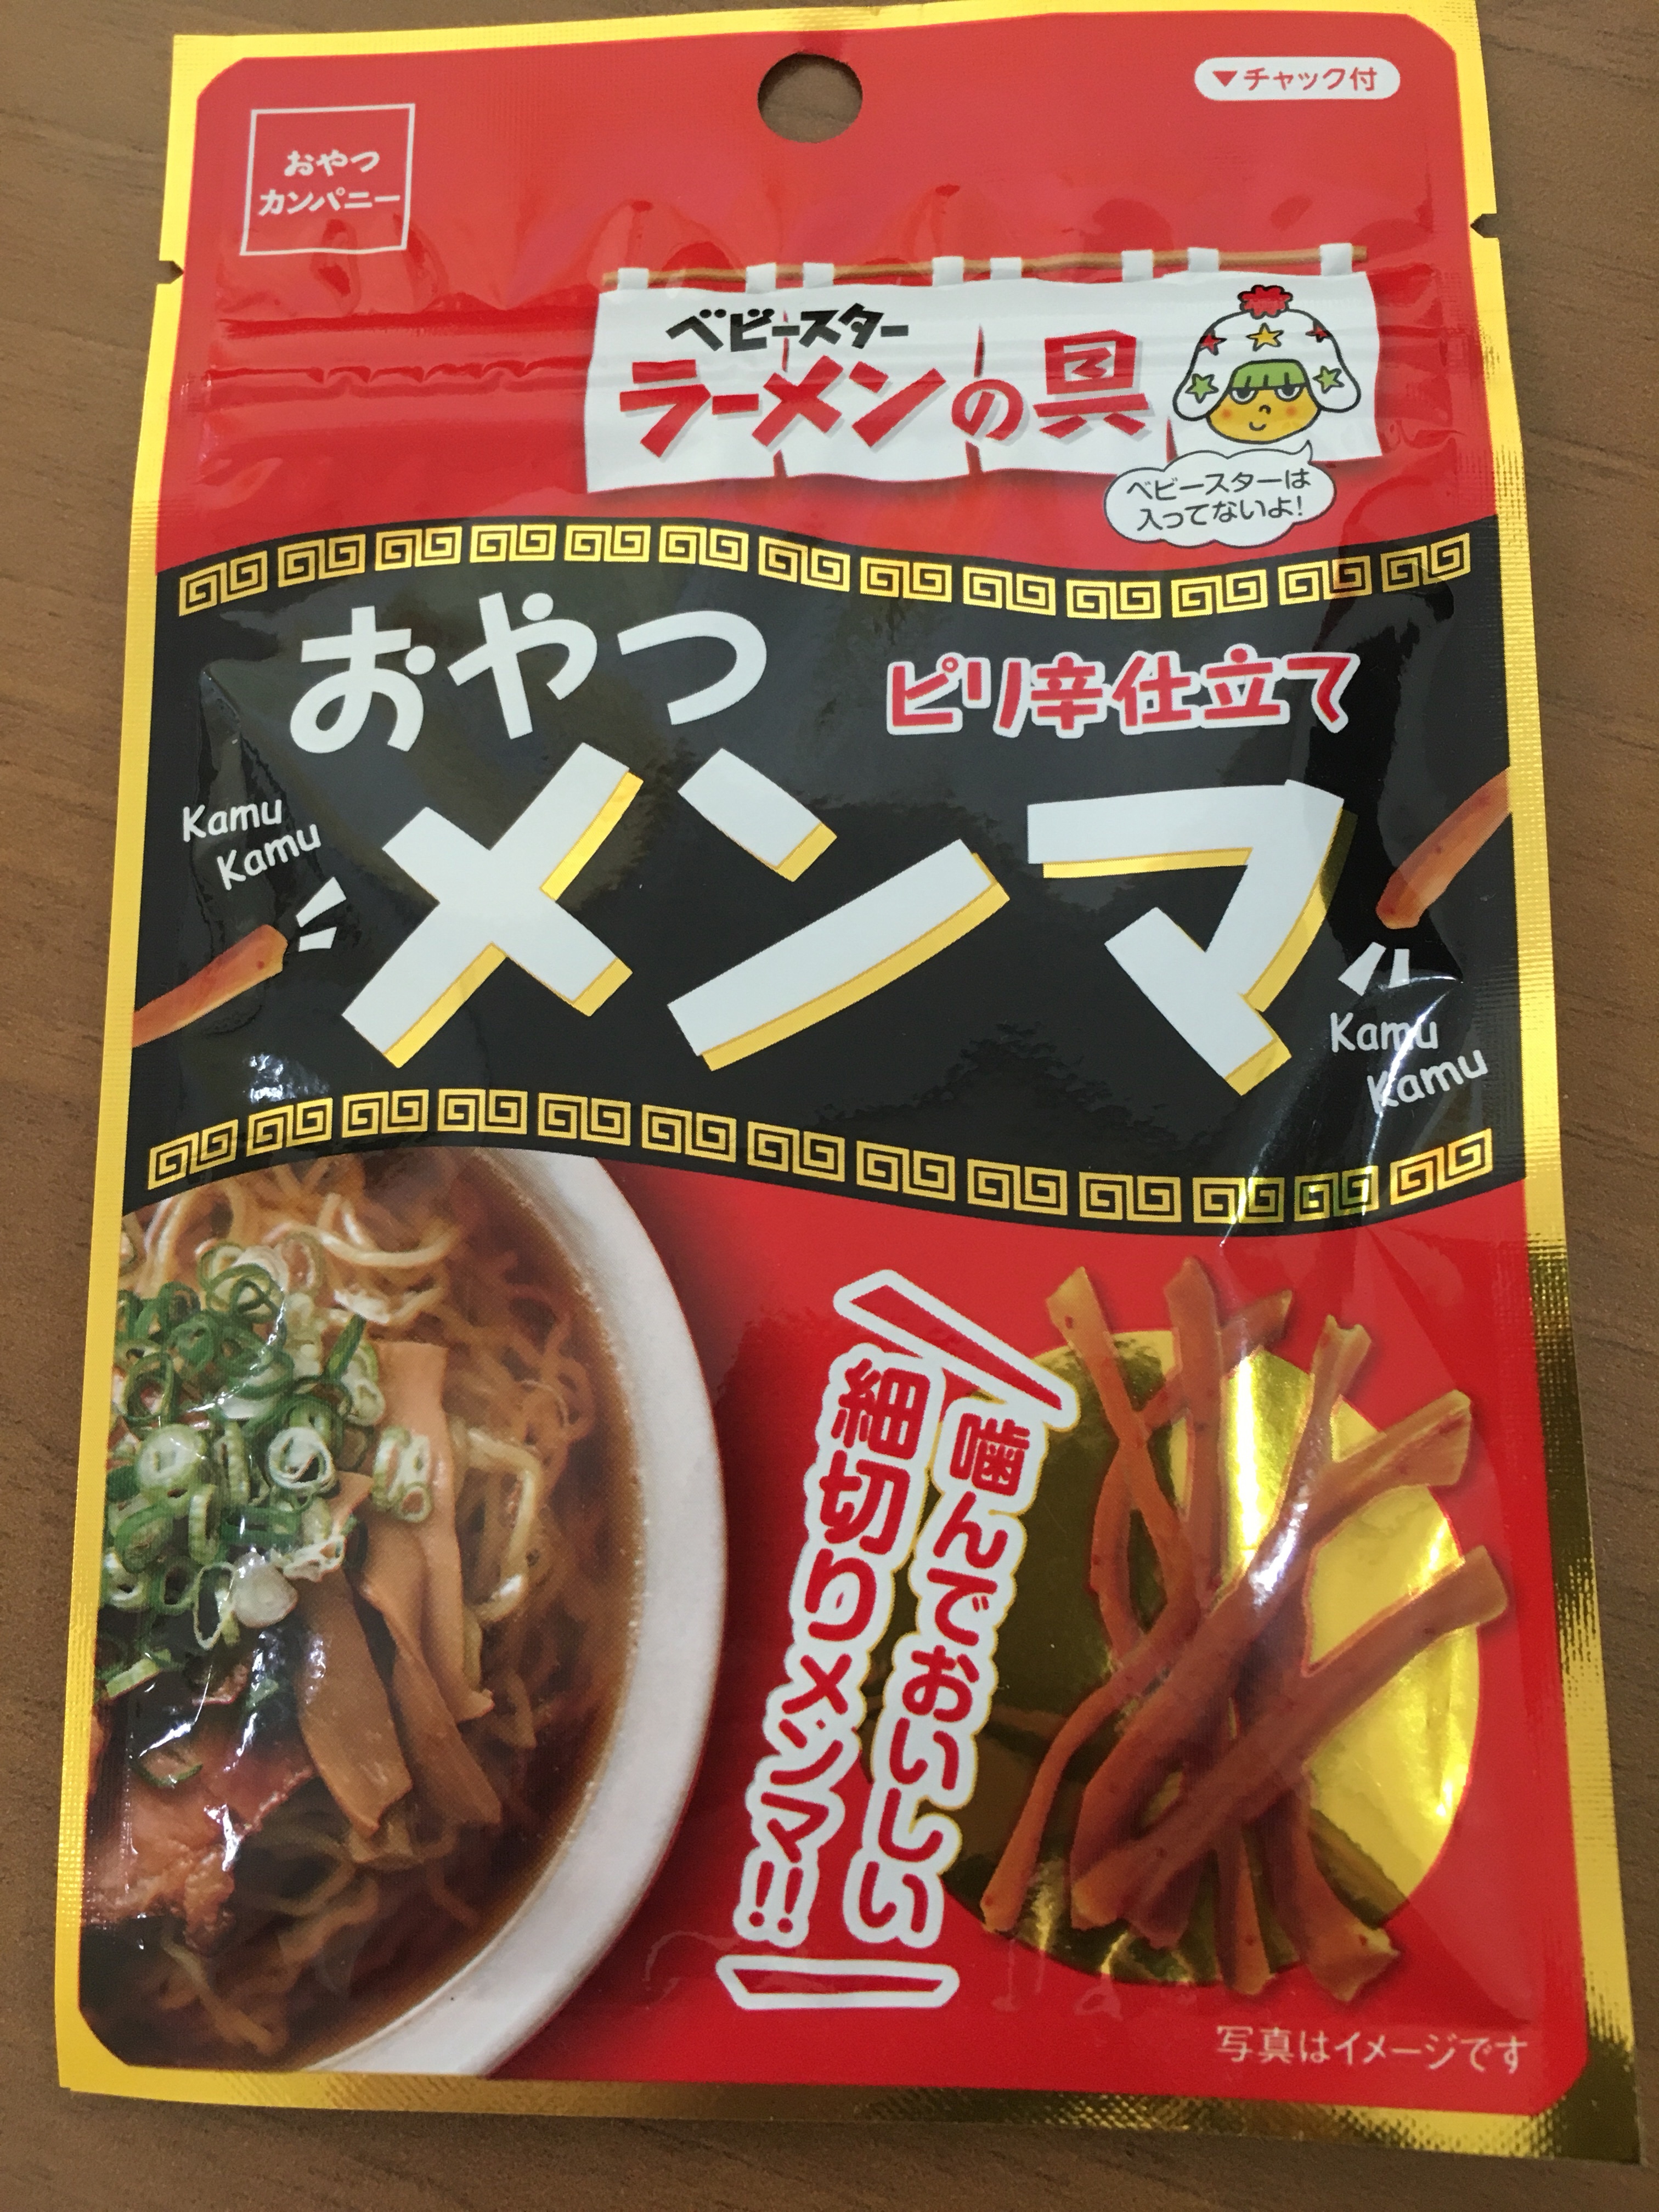 ▼チャック付
おやつ
カンパニー
ベビースター
ラーメンの具
ベビースターは
入ってないよ!
おやつ
ピリ辛仕立て
メンマ
Kamu
Kamu
Kamu
Kamu
噛んでおいしい
細切りメンマ!!
写真はイメージです